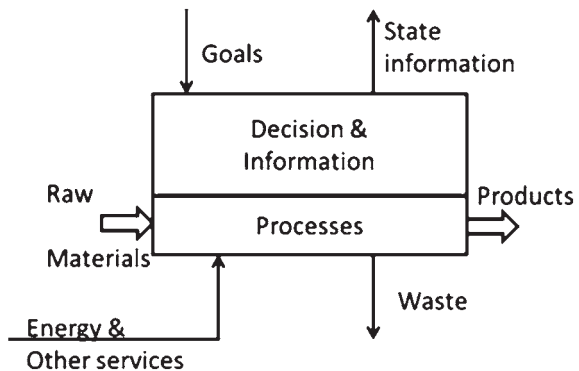 Goals
State
information
Decision &
Information
Raw
Materials
Processes
Products
Energy &
Other services
Waste